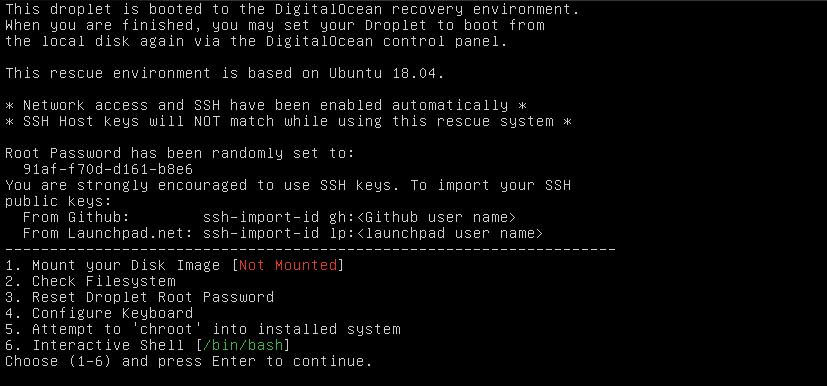 This droplet is booted to the DigitalOcean recovery environment.
When you are finished, you may set your Droplet to boot from
the local disk again via the DigitalOcean control panel.
This rescue environment is based on Ubuntu 18.04.
* Network access and SSH have been enabled automatically *
* SSH Host keys will NOT match while using this rescue system *
Root Password has been randomly set to:
91af-f70d-d161-b8e6
You are strongly encouraged to use SSH keys. To import your SSH
public keys:
From Github: ssh-import-id gh:<Github user name>
From Launchpad.net: ssh-import-id lp:<launchpad user name>
--------------------------------------------------------------------
1. Mount your Disk Image [Not Mounted]
2. Check Filesystem
3. Reset Droplet Root Password
4. Configure Keyboard
5. Attempt to 'chroot' into installed system
6. Interactive Shell [/bin/bash]
Choose (1-6) and press Enter to continue.